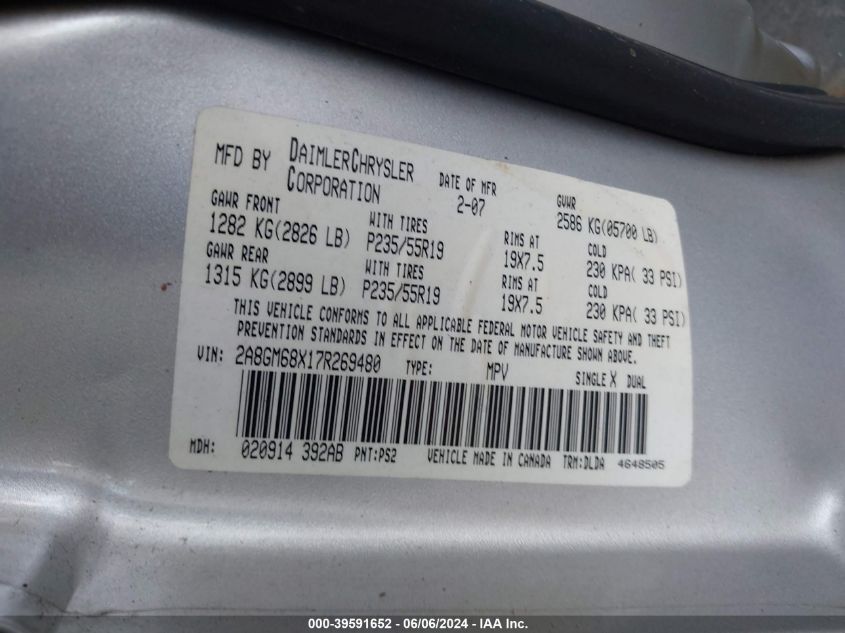 MFD BY DAIMLERCHRYSLER CORPORATION DATE OF MFR 2-07 GVWR 2586 KG(05700 LB)
GAWR FRONT WITH TIRES RIMS AT COLD
1282 KG(2826 LB) P235/55R19 19X7.5 230 KPA( 33 PSI)
GAWR REAR WITH TIRES RIMS AT COLD
1315 KG(2899 LB) P235/55R19 19X7.5 230 KPA( 33 PSI)
THIS VEHICLE CONFORMS TO ALL APPLICABLE FEDERAL MOTOR VEHICLE SAFETY AND THEFT
PREVENTION STANDARDS IN EFFECT ON THE DATE OF MANUFACTURE SHOWN ABOVE.
VIN: 2A8GM68X17R269480 TYPE: MPV SINGLE X DUAL
MDH: 020914 392AB PNT:PS2 VEHICLE MADE IN CANADA TRM:DLDA 4648505
000-39591652 - 06/06/2024 - IAA Inc.